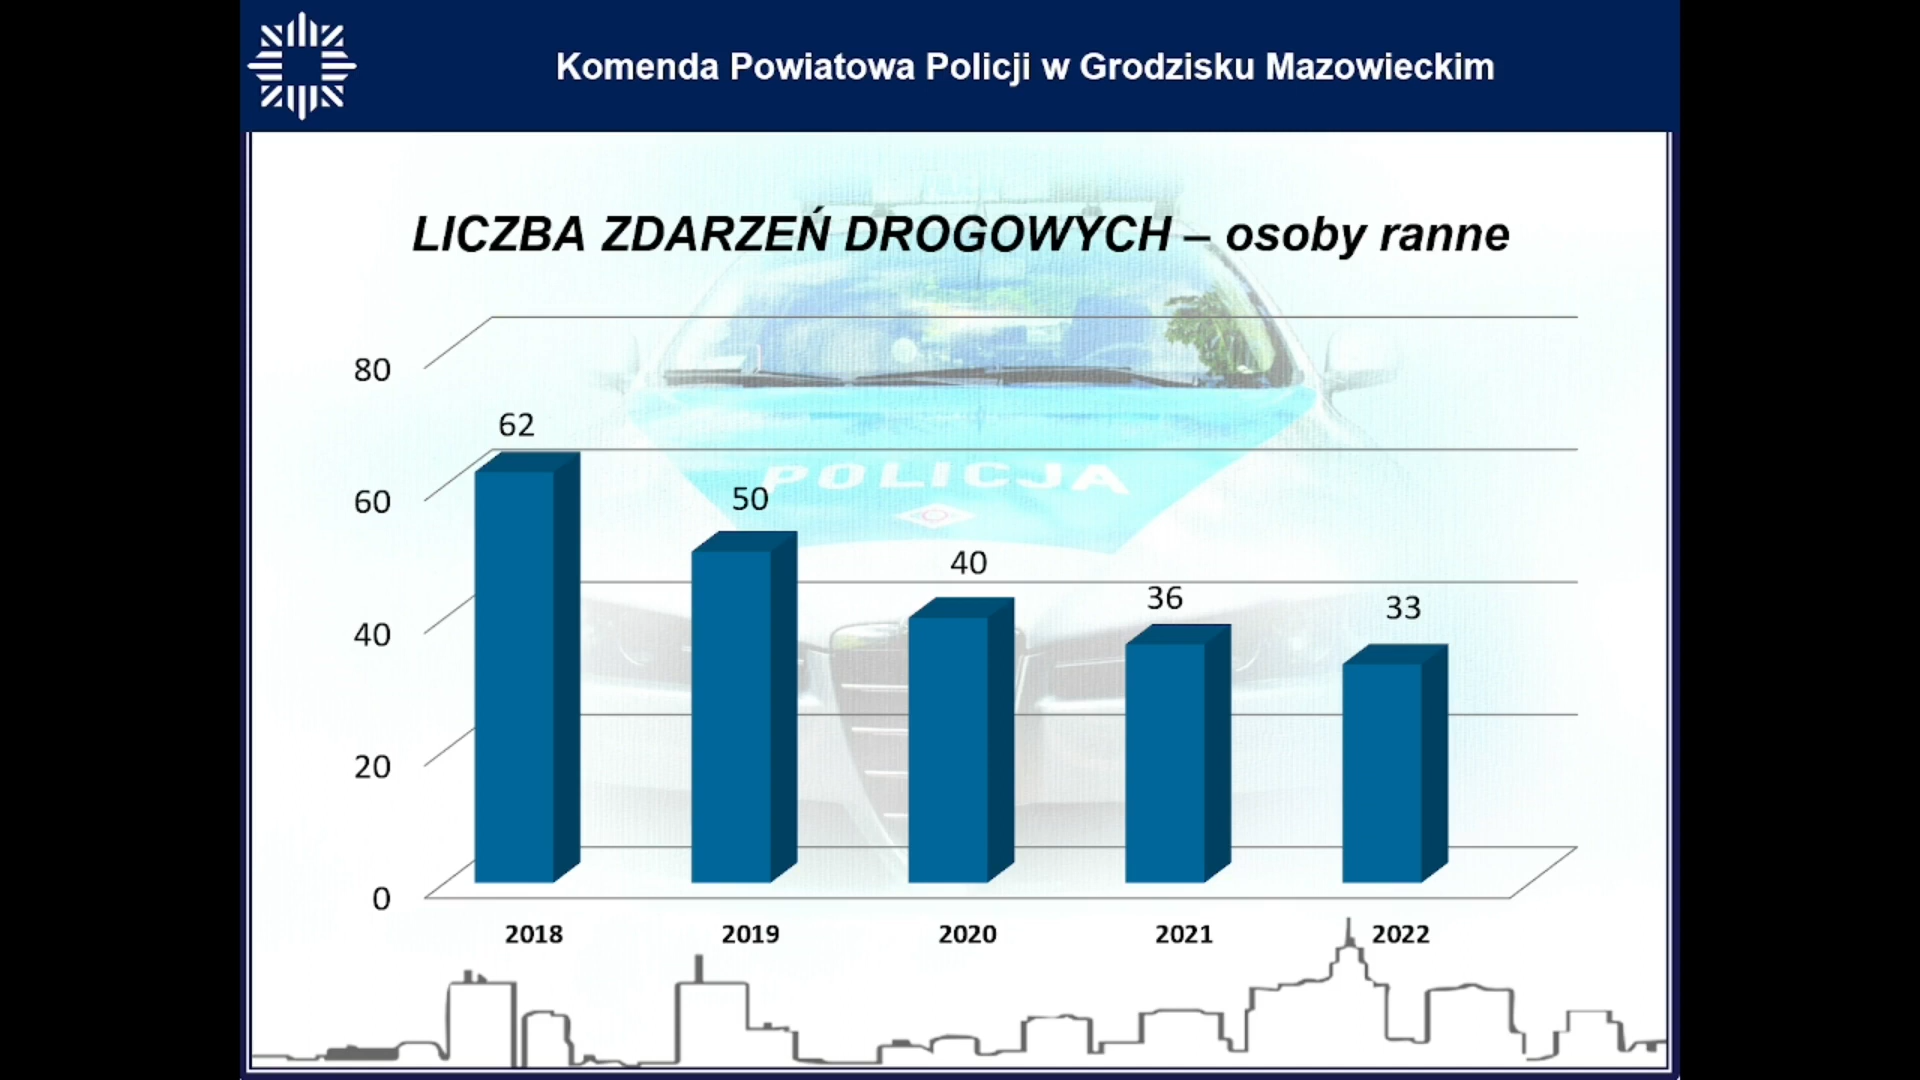 Komenda Powiatowa Policji w Grodzisku Mazowieckim
LICZBA ZDARZEŃ DROGOWYCH – osoby ranne
80
60
40
20
0
62
50
40
36
33
POLICJA
2018 2019 2020 2021 2022